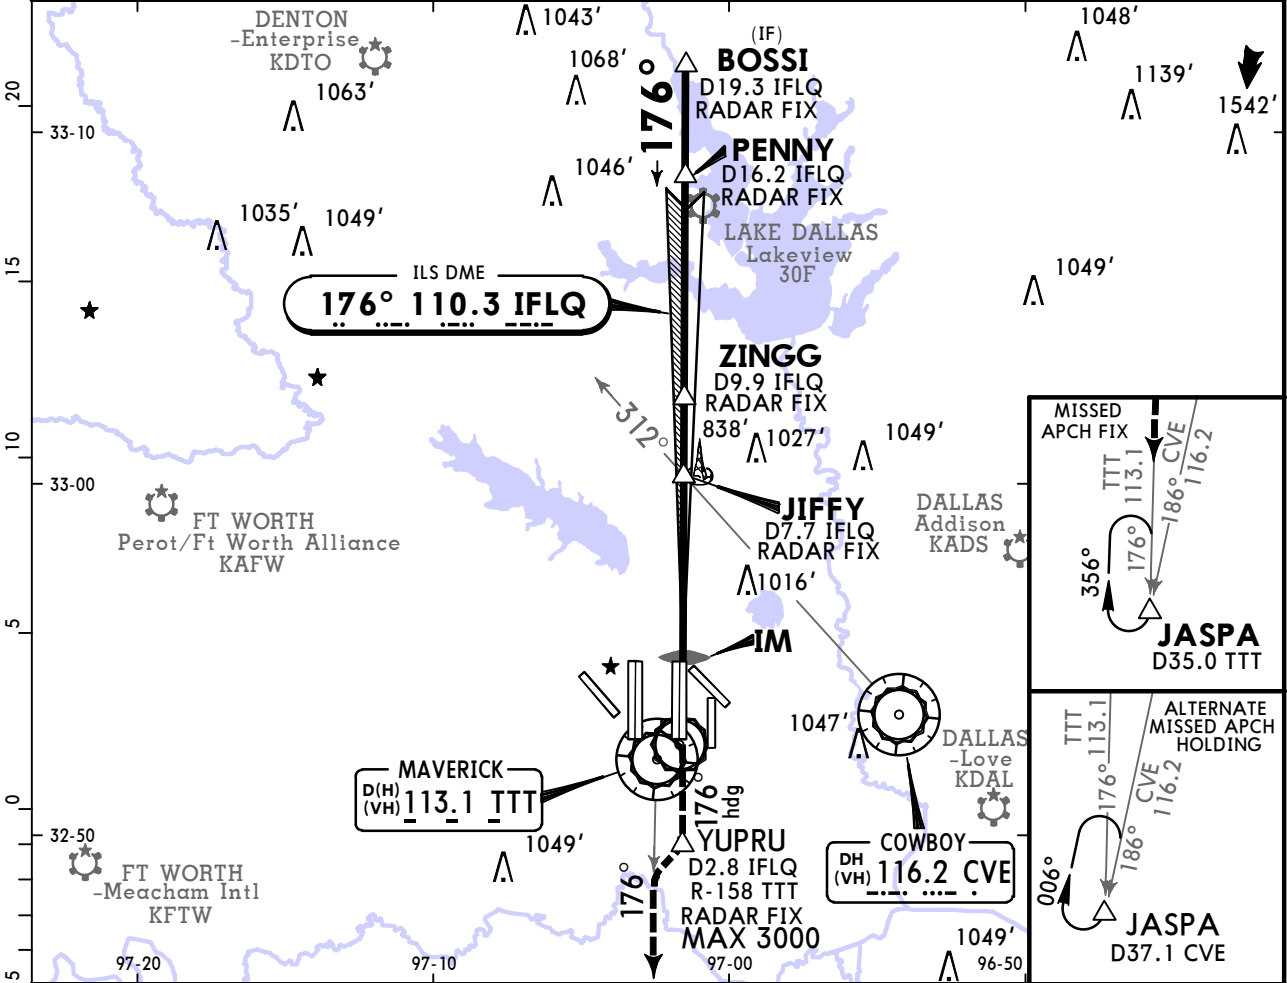 DENTON
-Enterprise
KDTO
1043'
1068'
1063'
(IF)
BOSSI
D19.3 IFLQ
RADAR FIX
176°
1048'
1139'
1542'
20
33-10
PENNY
D16.2 IFLQ
RADAR FIX
1046'
1035'
1049'
LAKE DALLAS
Lakeview
30F
1049'
15
ILS DME
176° 110.3 IFLQ
ZINGG
D9.9 IFLQ
RADAR FIX
312°
838'
1027'
1049'
10
33-00
JIFFY
D7.7 IFLQ
RADAR FIX
FT WORTH
Perot/Ft Worth Alliance
KAFW
DALLAS
Addison
KADS
1016'
5
IM
MISSED
APCH FIX
TTT
113.1
CVE
116.2
186°
176°
356°
JASPA
D35.0 TTT
1047'
DALLAS
-Love
KDAL
MAVERICK
D(H)
(VH)
113.1 TTT
0
32-50
176°
hdg
1049'
YUPRU
D2.8 IFLQ
R-158 TTT
RADAR FIX
MAX 3000
176°
COWBOY
DH
(VH)
116.2 CVE
FT WORTH
-Meacham Intl
KFTW
1049'
5
97-20
97-10
97-00
96-50
ALTERNATE
MISSED APCH
HOLDING
TTT
113.1
176°
CVE
116.2
186°
006°
JASPA
D37.1 CVE